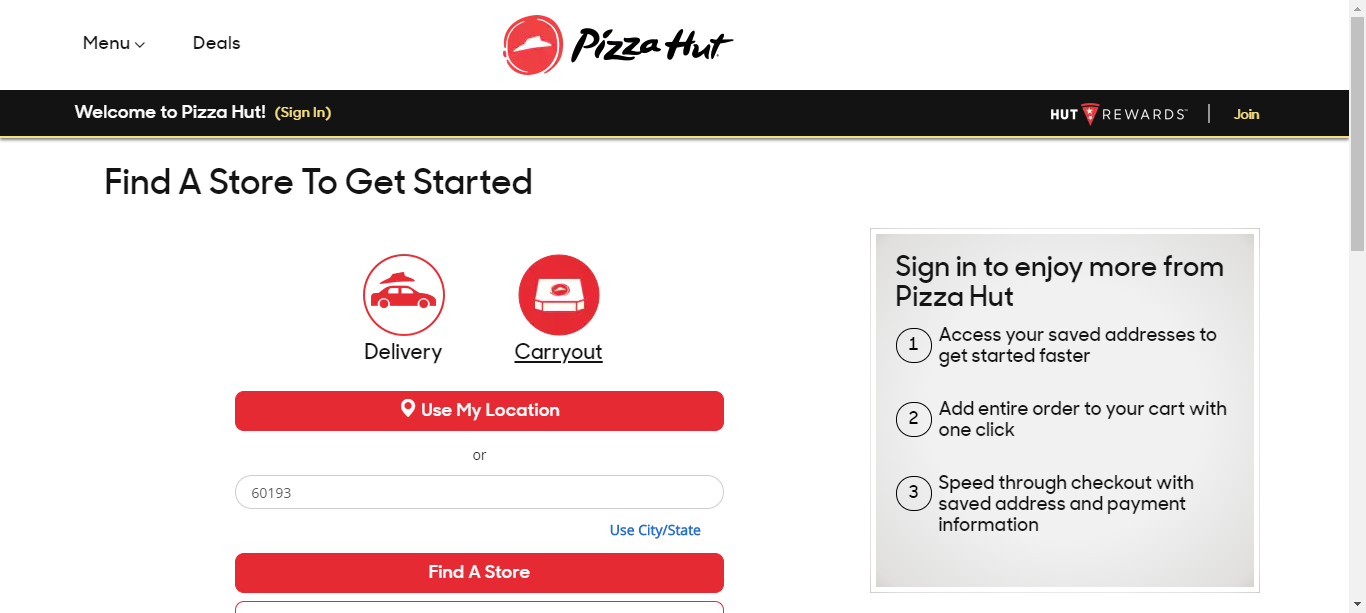 Menu
Deals
Pizza Hut
Welcome to Pizza Hut! (Sign In)
HUT REWARDS™ | Join
Find A Store To Get Started
Delivery
Carryout
Use My Location
or
60193
Use City/State
Find A Store
Sign in to enjoy more from
Pizza Hut
1
Access your saved addresses to
get started faster
2
Add entire order to your cart with
one click
3
Speed through checkout with
saved address and payment
information